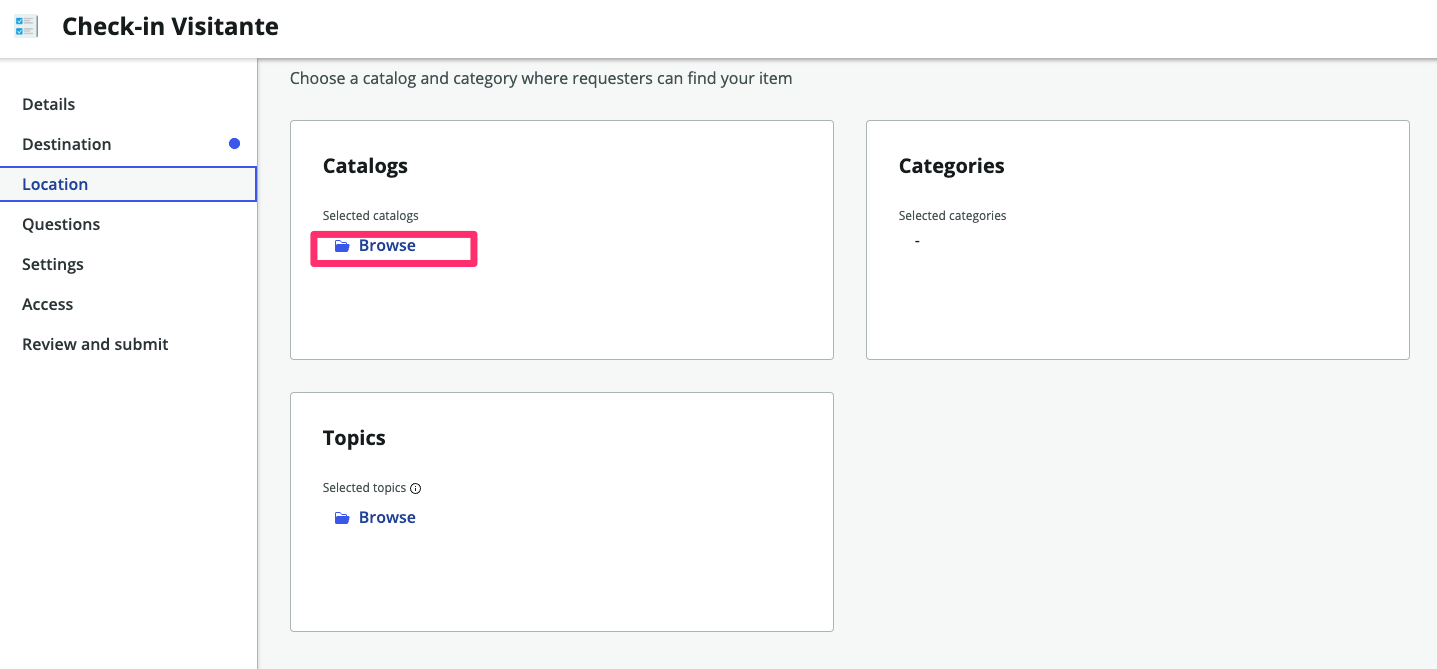 Check-in Visitante
Details
Destination
Location
Questions
Settings
Access
Review and submit
Choose a catalog and category where requesters can find your item
Catalogs
Selected catalogs
Browse
Categories
Selected categories
-
Topics
Selected topics
Browse